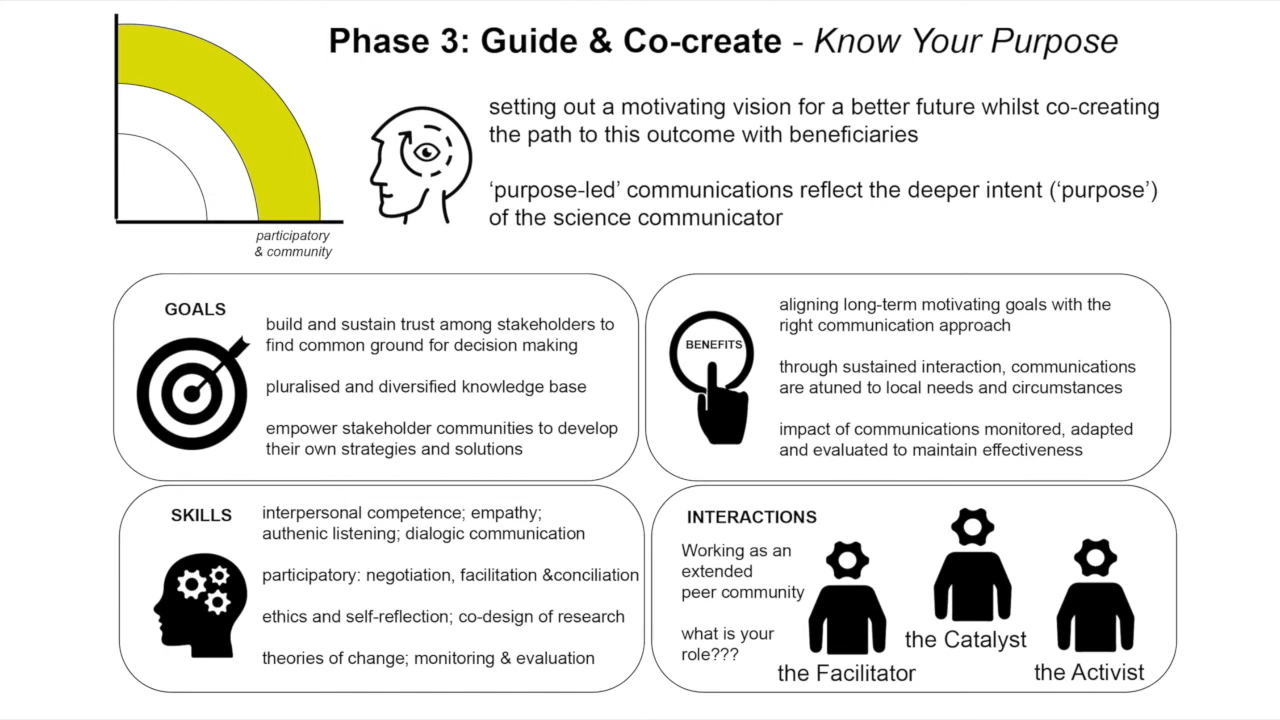 Phase 3: Guide & Co-create - Know Your Purpose
setting out a motivating vision for a better future whilst co-creating
the path to this outcome with beneficiaries
‘purpose-led’ communications reflect the deeper intent (‘purpose’)
of the science communicator
participatory
& community
GOALS
build and sustain trust among stakeholders to
find common ground for decision making
pluralised and diversified knowledge base
empower stakeholder communities to develop
their own strategies and solutions
BENEFITS
aligning long-term motivating goals with the
right communication approach
through sustained interaction, communications
are atuned to local needs and circumstances
impact of communications monitored, adapted
and evaluated to maintain effectiveness
SKILLS
interpersonal competence; empathy;
authenic listening; dialogic communication
participatory: negotiation, facilitation &conciliation
ethics and self-reflection; co-design of research
theories of change; monitoring & evaluation
INTERACTIONS
Working as an
extended
peer community
what is your
role???
the Facilitator
the Catalyst
the Activist